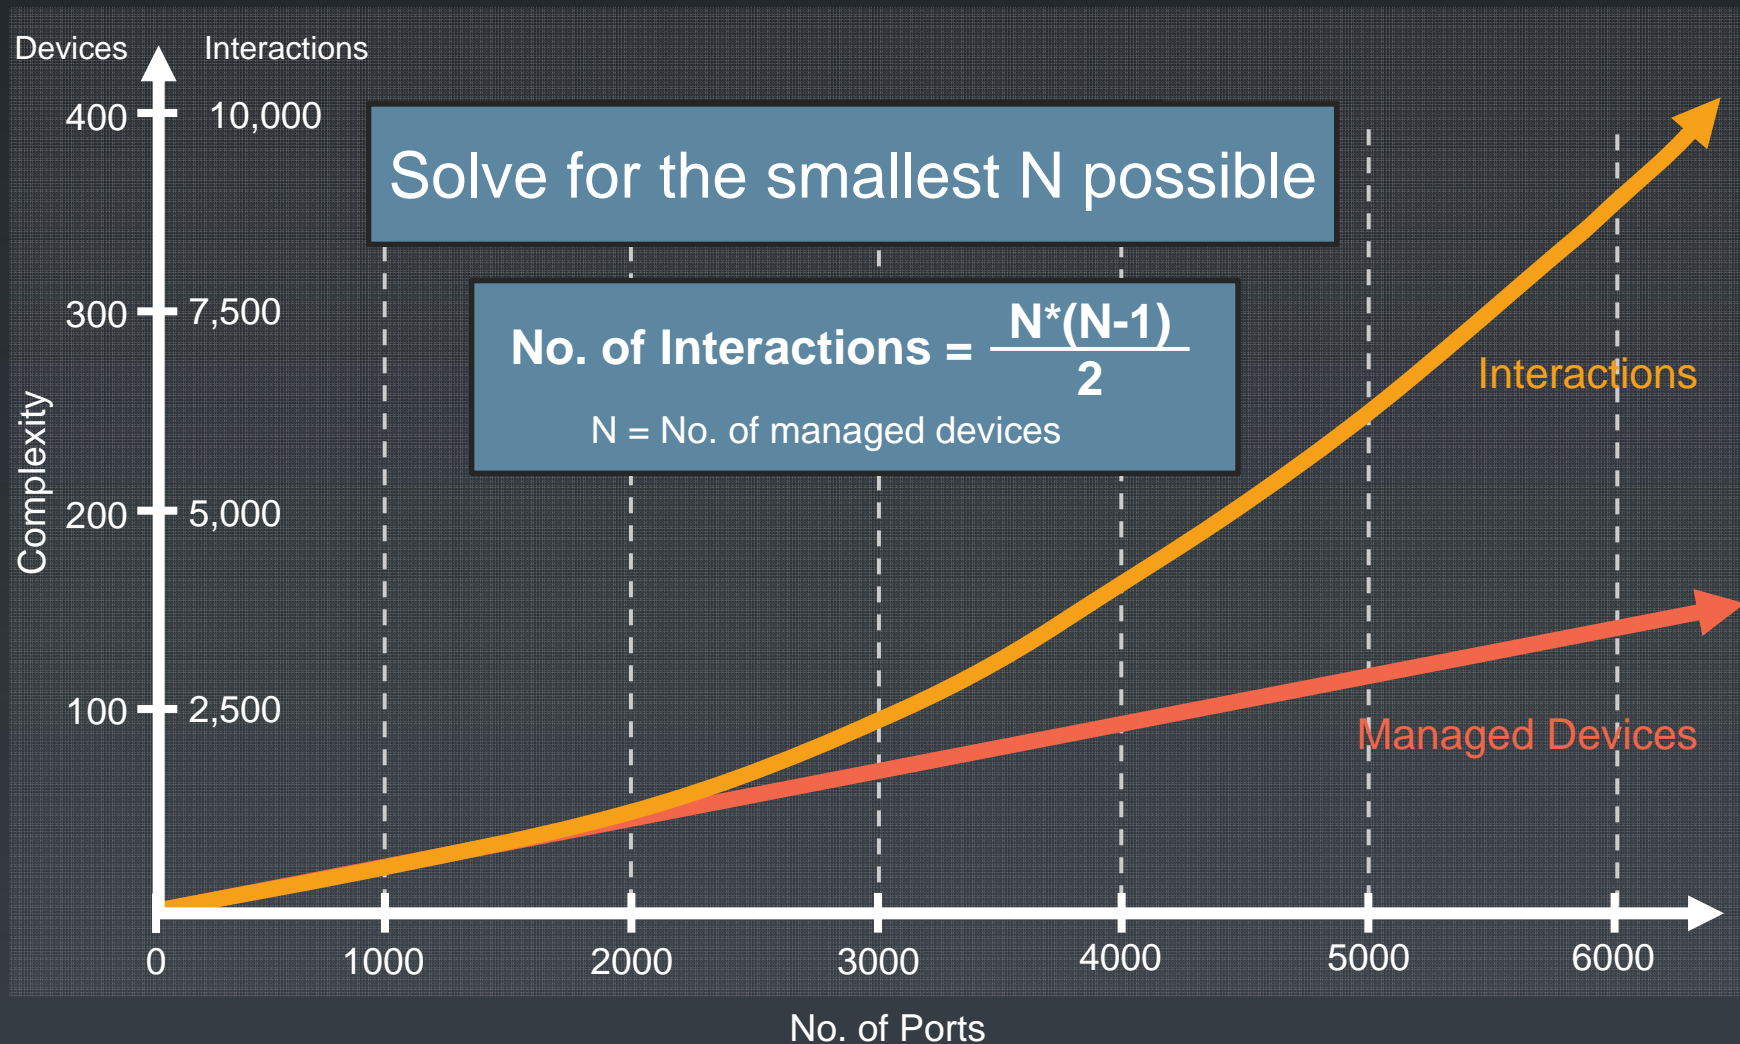 Devices
Interactions
400
10,000
Solve for the smallest N possible
300
7,500
No. of Interactions = N*(N-1)
2
N = No. of managed devices
Interactions
Complexity
200
5,000
100
2,500
Managed Devices
0
1000
2000
3000
4000
5000
6000
No. of Ports